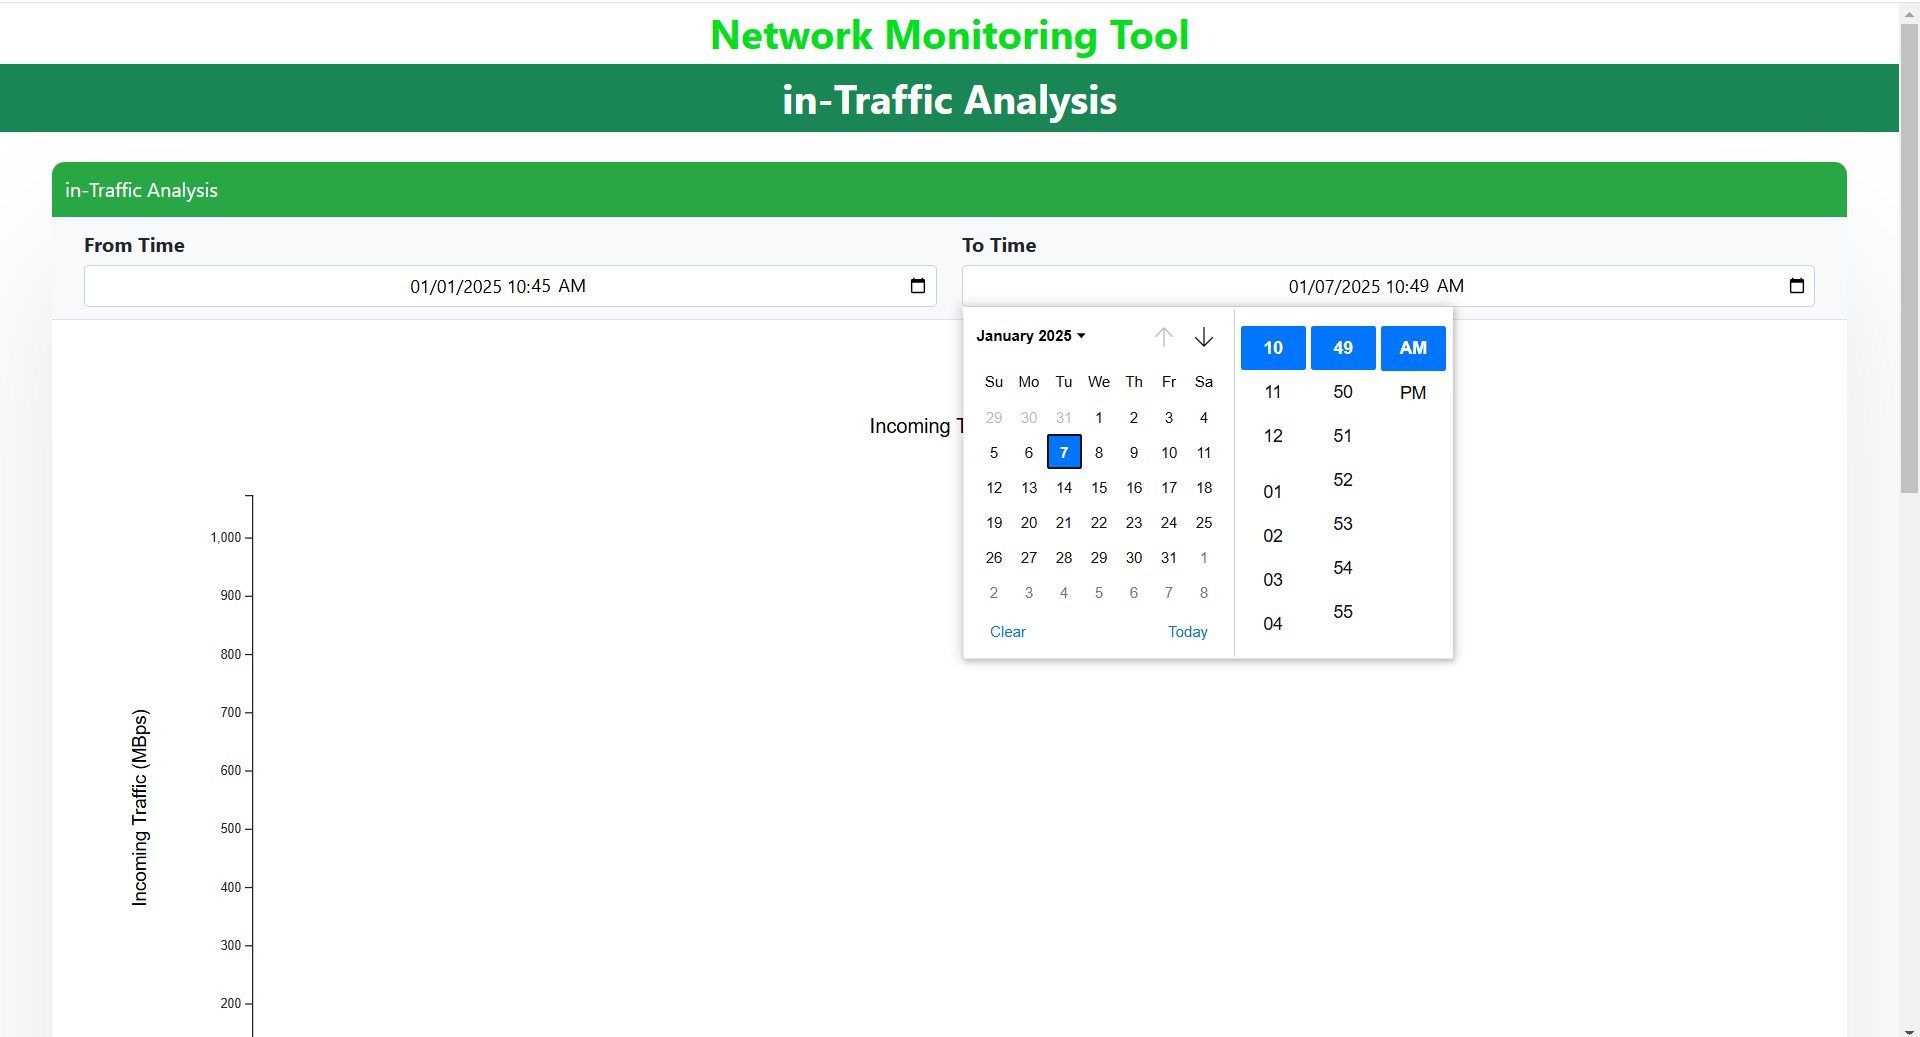 Network Monitoring Tool
in-Traffic Analysis
in-Traffic Analysis
From Time
To Time
01/01/2025 10:45 AM
01/07/2025 10:49 AM
January 2025
Su Mo Tu We Th Fr Sa
29 30 31 1 2 3 4
5 6 7 8 9 10 11
12 13 14 15 16 17 18
19 20 21 22 23 24 25
26 27 28 29 30 31 1
2 3 4 5 6 7 8
Clear Today
10 49 AM
11 50 PM
12 51
01 52
02 53
03 54
04 55
Incoming
Incoming Traffic (MBps)
1,000
900
800
700
600
500
400
300
200